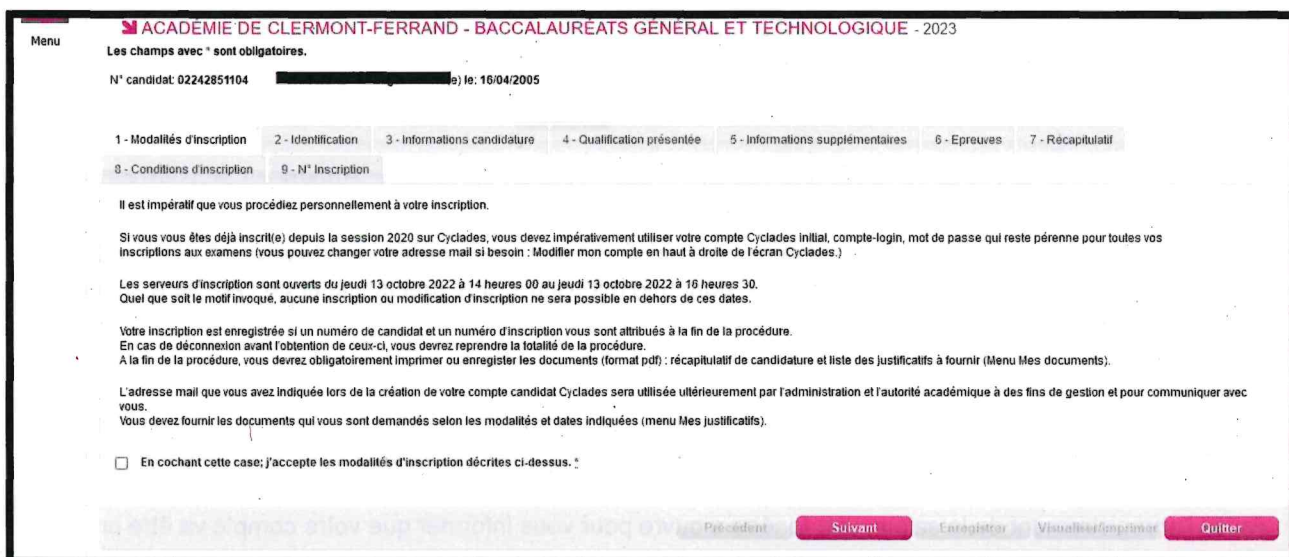 Menu
ACADÉMIE DE CLERMONT-FERRAND - BACCALAURÉATS GÉNÉRAL ET TECHNOLOGIQUE - 2023
Les champs avec * sont obligatoires.
N° candidat: 02242851104 e) le: 16/04/2005
1 - Modalités d'inscription 2 - Identification 3 - Informations candidature 4 - Qualification présentée 5 - Informations supplémentaires 6 - Epreuves 7 - Récapitulatif
8 - Conditions d'inscription 9 - N° Inscription
Il est impératif que vous procédiez personnellement à votre inscription.
Si vous vous êtes déjà inscrit(e) depuis la session 2020 sur Cyclades, vous devez impérativement utiliser votre compte Cyclades initial, compte-login, mot de passe qui reste pérenne pour toutes vos
inscriptions aux examens (vous pouvez changer votre adresse mail si besoin : Modifier mon compte en haut à droite de l'écran Cyclades.)
Les serveurs d'inscription sont ouverts du jeudi 13 octobre 2022 à 14 heures 00 au jeudi 13 octobre 2022 à 16 heures 30.
Quel que soit le motif invoqué, aucune inscription ou modification d'inscription ne sera possible en dehors de ces dates.
Votre inscription est enregistrée si un numéro de candidat et un numéro d'inscription vous sont attribués à la fin de la procédure.
En cas de déconnexion avant l'obtention de ceux-ci, vous devrez reprendre la totalité de la procédure.
A la fin de la procédure, vous devrez obligatoirement imprimer ou enregistrer les documents (format pdf) : récapitulatif de candidature et liste des justificatifs à fournir (Menu Mes documents).
L'adresse mail que vous avez indiquée lors de la création de votre compte candidat Cyclades sera utilisée ultérieurement par l'administration et l'autorité académique à des fins de gestion et pour communiquer avec
vous.
Vous devez fournir les documents qui vous sont demandés selon les modalités et dates indiquées (menu Mes justificatifs).
En cochant cette case; j'accepte les modalités d'inscription décrites ci-dessus. *
Précédent Suivant Enregistrer Visualiser/Imprimer Quitter